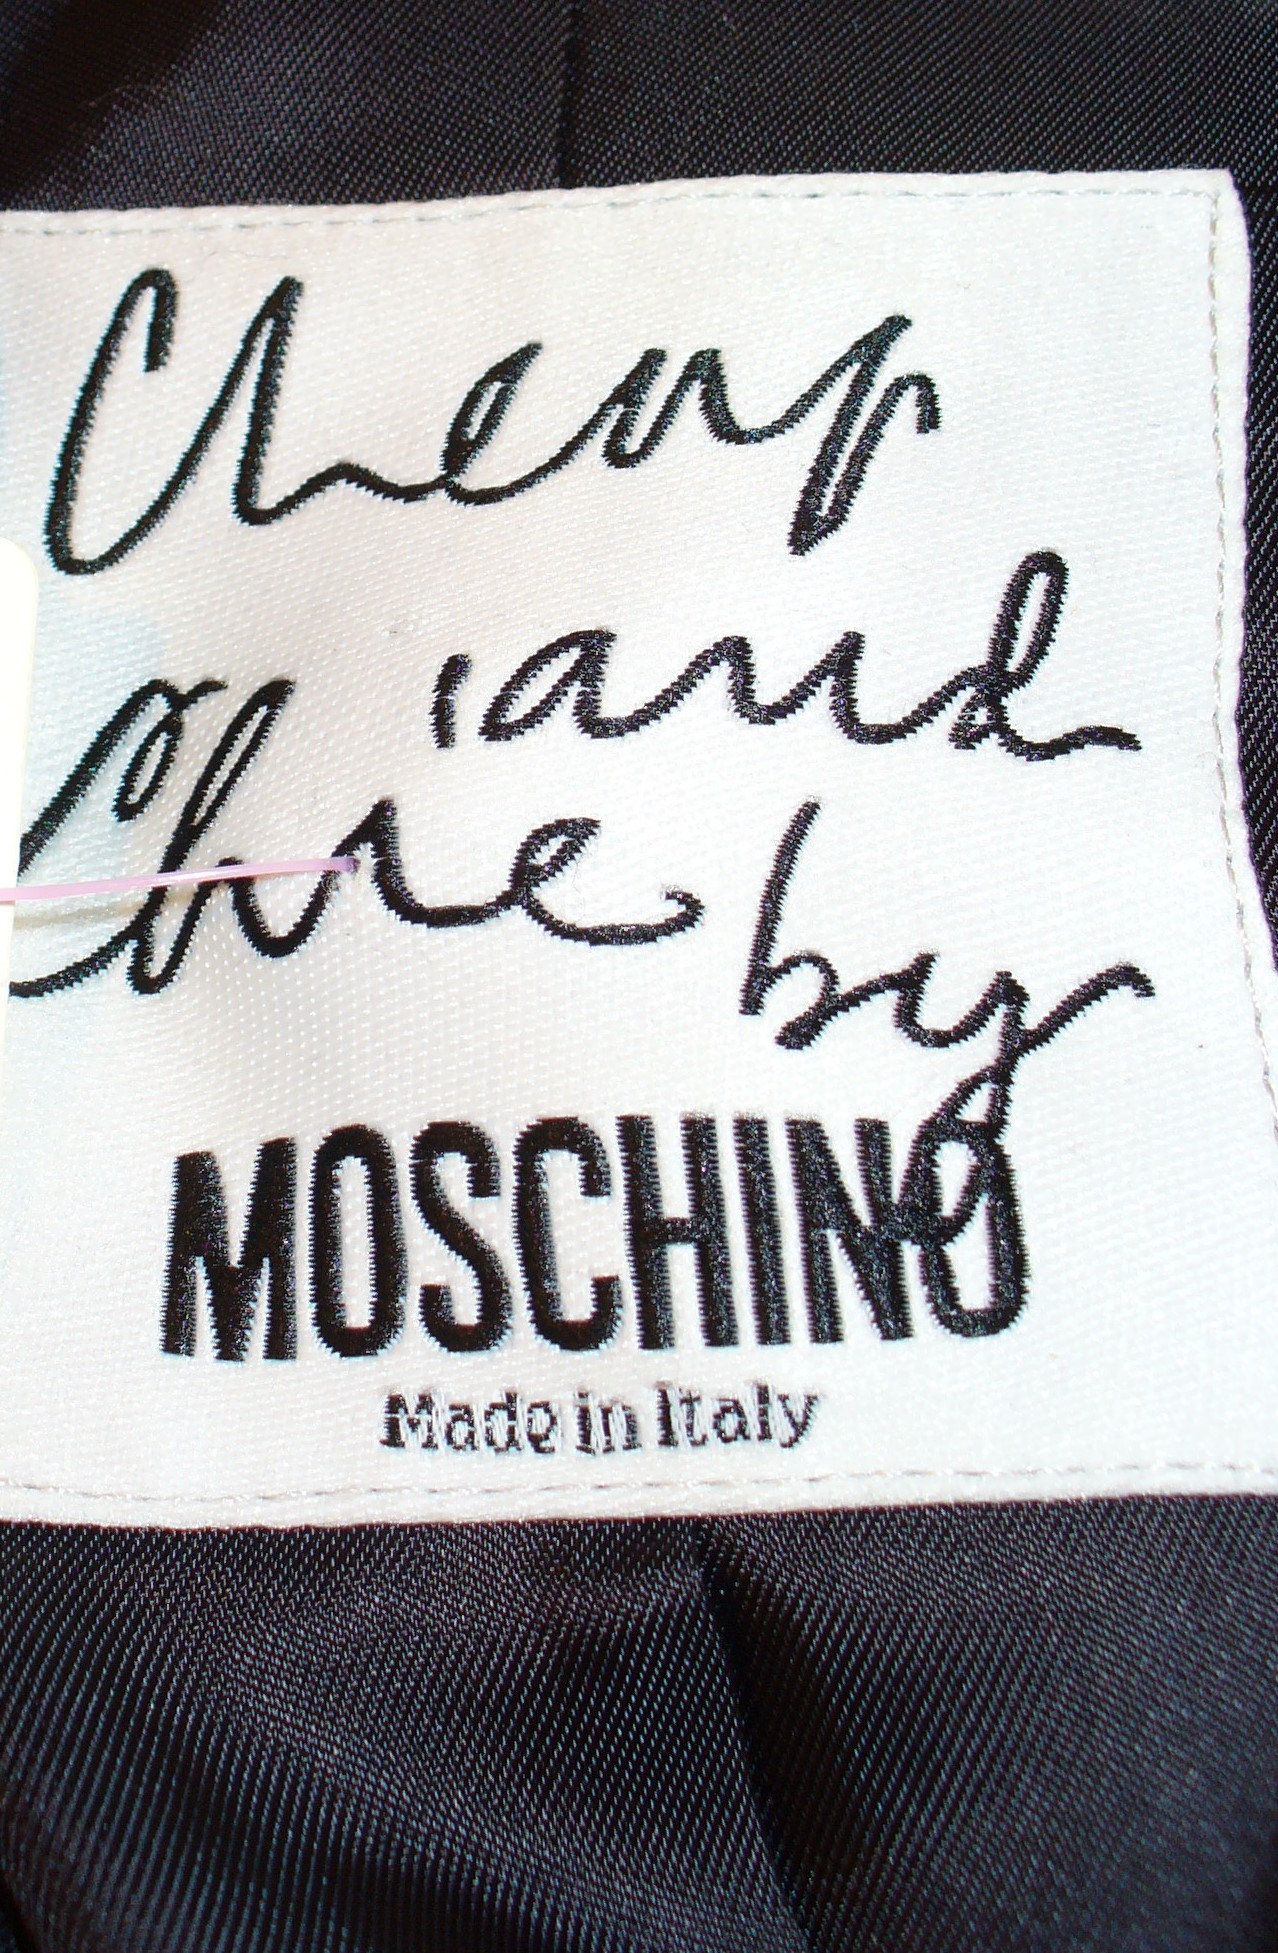 Cheap
and
Chic by
MOSCHINO
Made in Italy